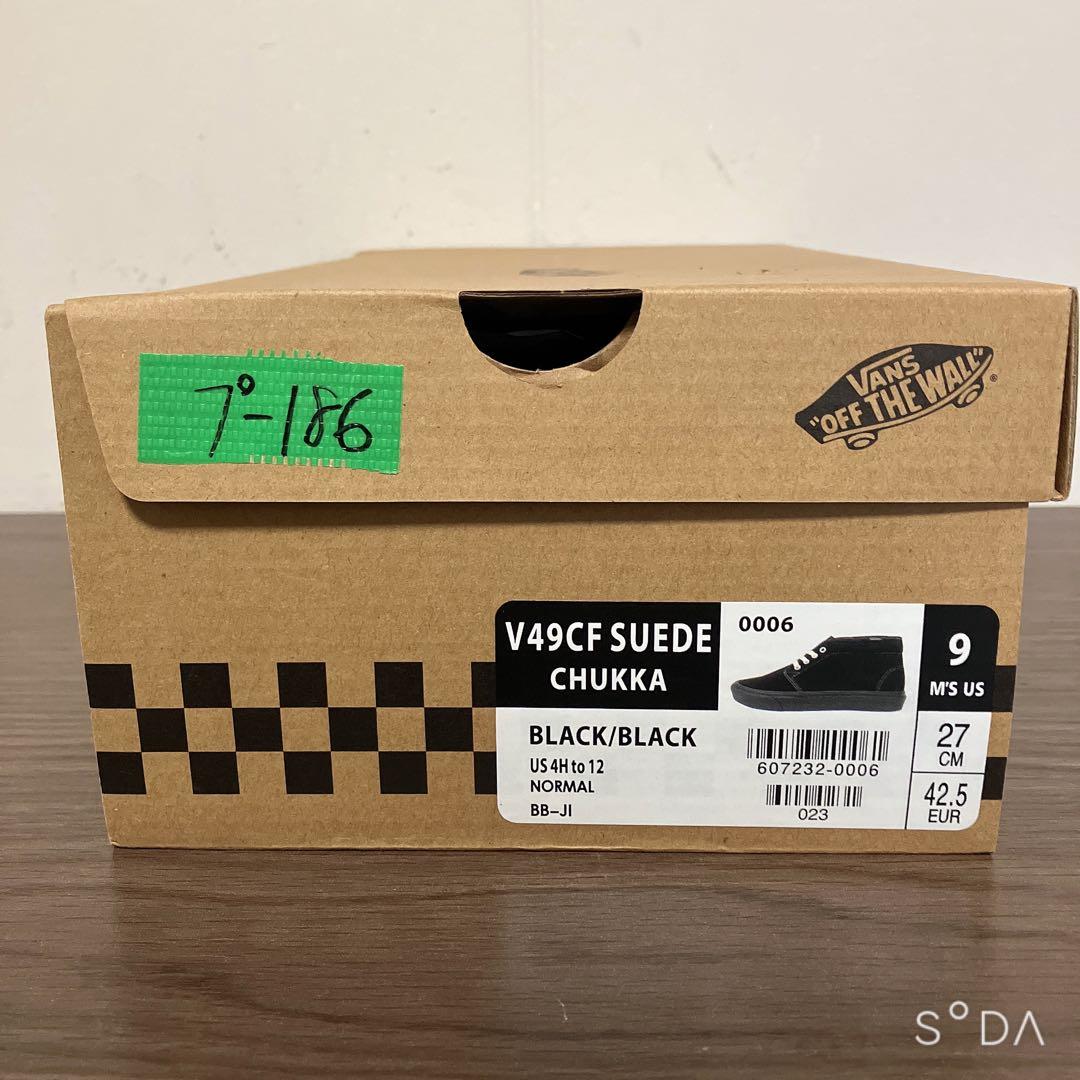 プ-186
VANS
"OFF THE WALL"
®
V49CF SUEDE
CHUKKA
0006
9
M'S US
BLACK/BLACK
US 4H to 12
NORMAL
BB-JI
607232-0006
023
27
CM
42.5
EUR
S°DA